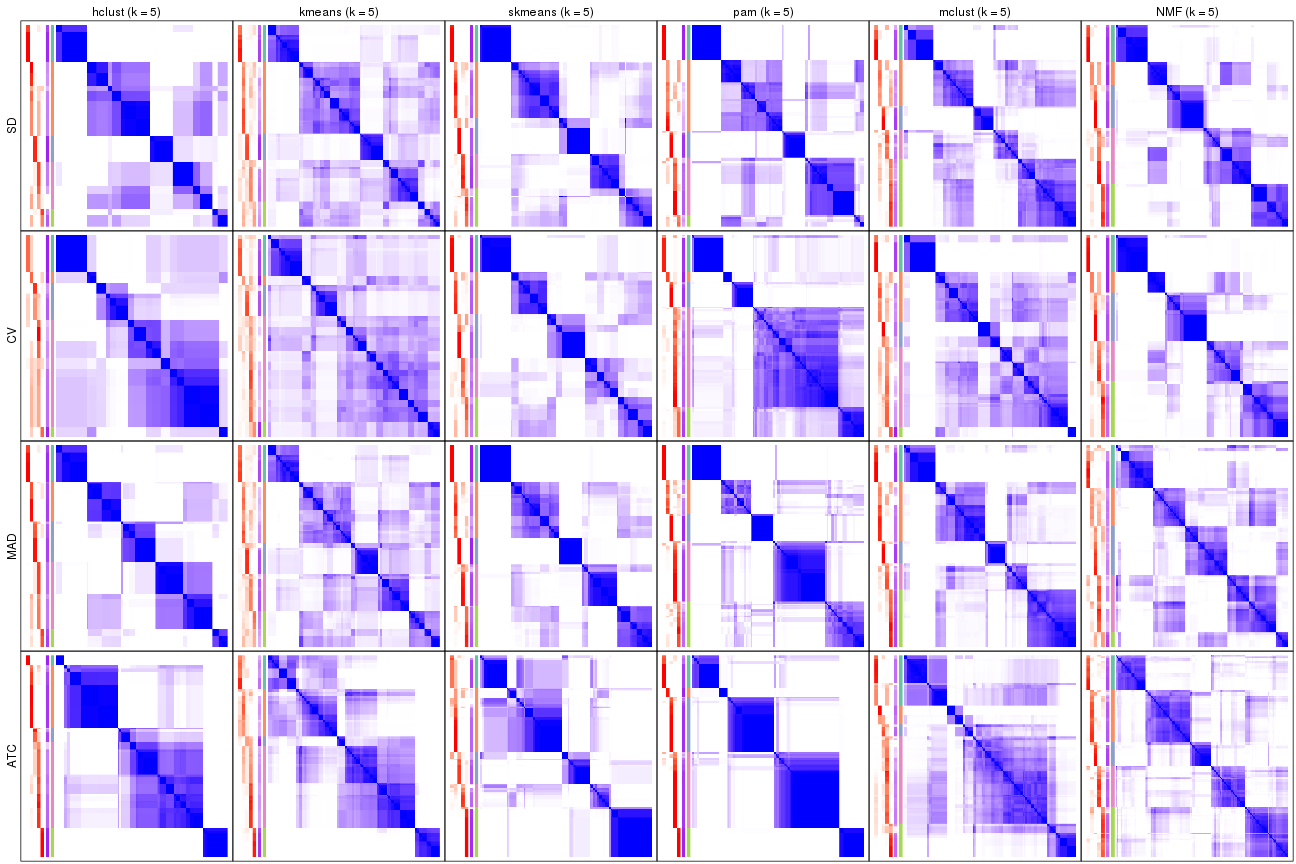 hclust (k = 5) kmeans (k = 5) skmeans (k = 5) pam (k = 5) mclust (k = 5) NMF (k = 5)
SD
CV
MAD
ATC